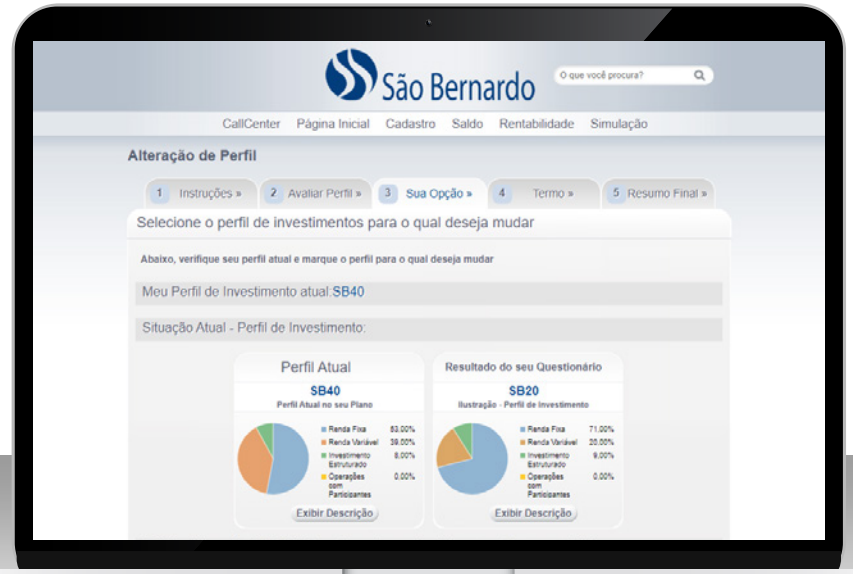 São Bernardo
O que você procura?
CallCenter Página Inicial Cadastro Saldo Rentabilidade Simulação
Alteração de Perfil
1 Instruções »
2 Avaliar Perfil »
3 Sua Opção »
4 Termo »
5 Resumo Final »
Selecione o perfil de investimentos para o qual deseja mudar
Abaixo, verifique seu perfil atual e marque o perfil para o qual deseja mudar
Meu Perfil de Investimento atual:SB40
Situação Atual - Perfil de Investimento:
Perfil Atual
SB40
Perfil Atual no seu Plano
Renda Fixa 53,00%
Renda Variável 39,00%
Investimento 8,00%
Estruturado
Operações 0,00%
com
Participantes
Exibir Descrição
Resultado do seu Questionário
SB20
Ilustração - Perfil de Investimento
Renda Fixa 71,00%
Renda Variável 20,00%
Investimento 9,00%
Estruturado
Operações 0,00%
com
Participantes
Exibir Descrição